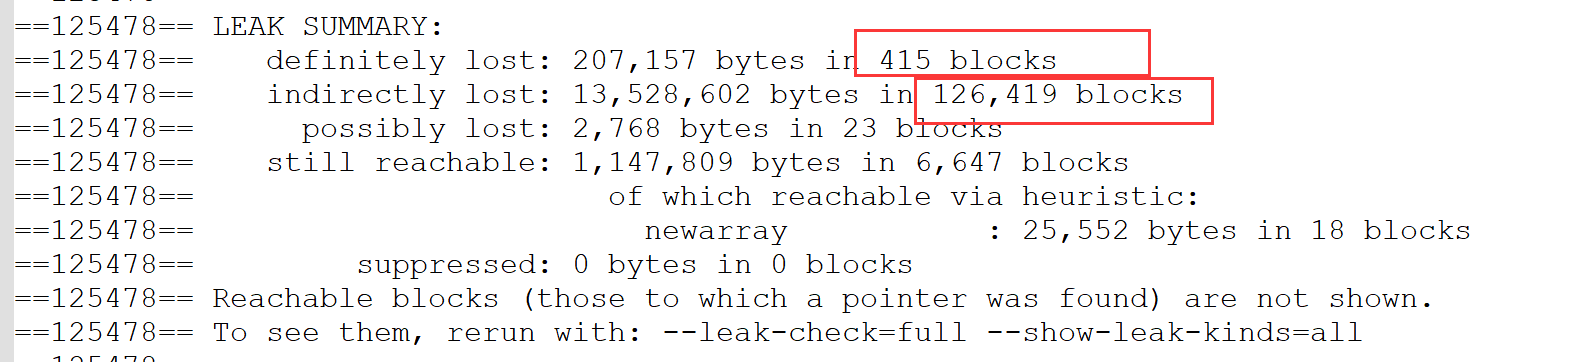 ==125478== LEAK SUMMARY:
==125478==    definitely lost: 207,157 bytes in 415 blocks
==125478==    indirectly lost: 13,528,602 bytes in 126,419 blocks
==125478==      possibly lost: 2,768 bytes in 23 blocks
==125478==    still reachable: 1,147,809 bytes in 6,647 blocks
==125478==                       of which reachable via heuristic:
==125478==                         newarray           : 25,552 bytes in 18 blocks
==125478==         suppressed: 0 bytes in 0 blocks
==125478== Reachable blocks (those to which a pointer was found) are not shown.
==125478== To see them, rerun with: --leak-check=full --show-leak-kinds=all